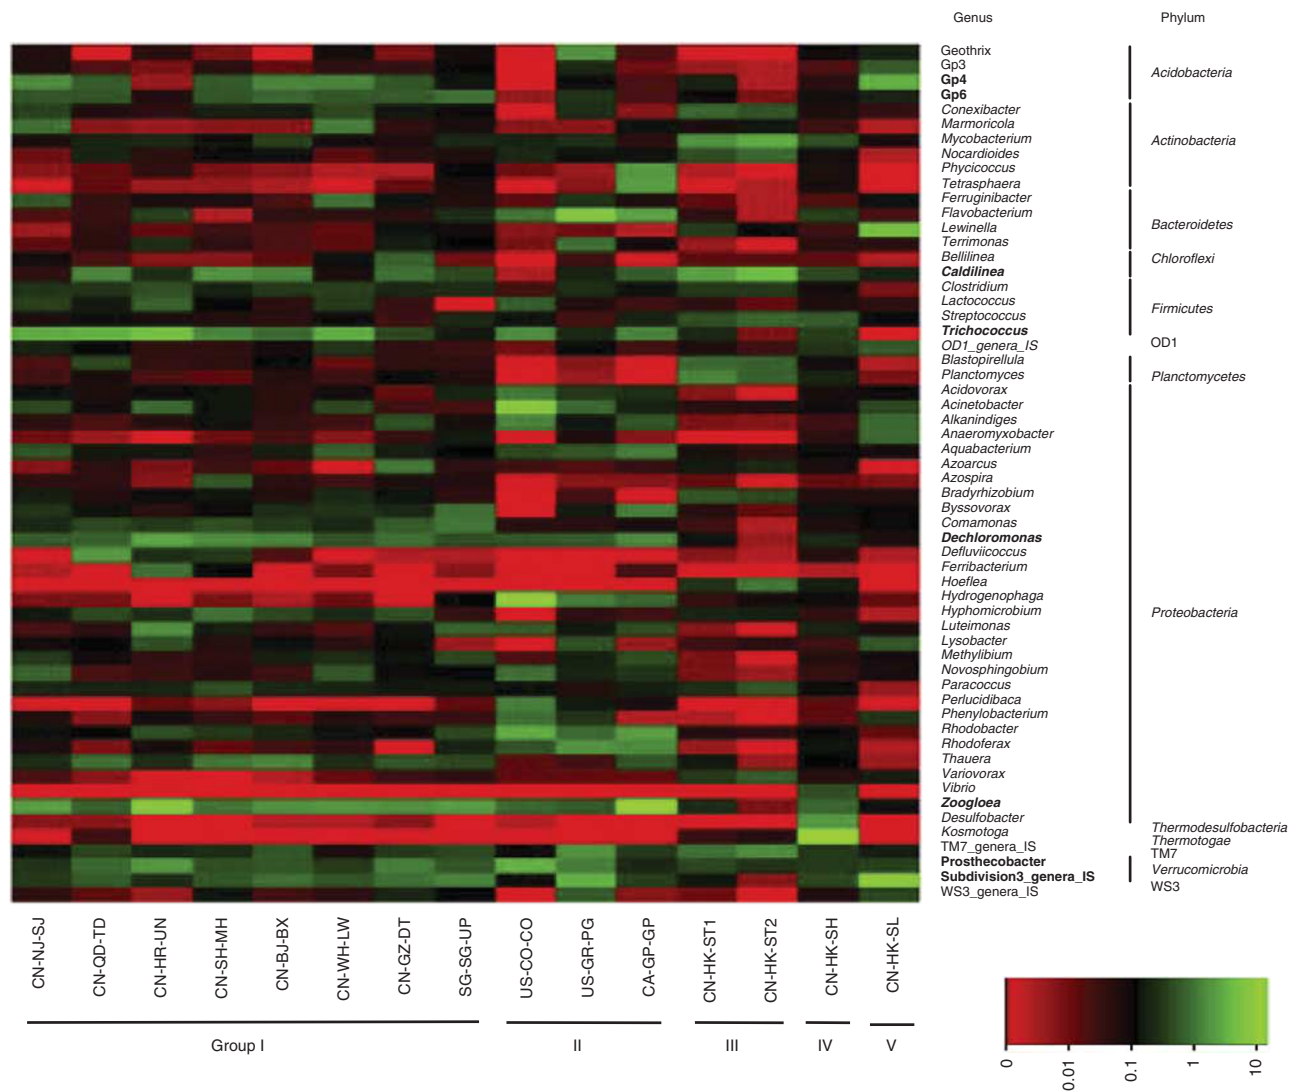 Genus Phylum
Geothrix
Gp3
Gp4
Gp6
Acidobacteria
Conexibacter
Marmoricola
Mycobacterium
Nocardioides
Phycicoccus
Tetrasphaera
Actinobacteria
Ferruginibacter
Flavobacterium
Lewinella
Terrimonas
Bacteroidetes
Bellilinea
Caldilinea
Chloroflexi
Clostridium
Lactococcus
Streptococcus
Trichococcus
Firmicutes
OD1_genera_IS
OD1
Blastopirellula
Planctomyces
Planctomycetes
Acidovorax
Acinetobacter
Alkanindiges
Anaeromyxobacter
Aquabacterium
Azoarcus
Azospira
Bradyrhizobium
Byssovorax
Comamonas
Dechloromonas
Defluviicoccus
Ferribacterium
Hoeflea
Hydrogenophaga
Hyphomicrobium
Luteimonas
Lysobacter
Methylibium
Novosphingobium
Paracoccus
Perlucidibaca
Phenylobacterium
Rhodobacter
Rhodoferax
Thauera
Variovorax
Vibrio
Zoogloea
Proteobacteria
Desulfobacter
Thermodesulfobacteria
Kosmotoga
Thermotogae
TM7_genera_IS
TM7
Prosthecobacter
Subdivision3_genera_IS
Verrucomicrobia
WS3_genera_IS
WS3
CN-NJ-SJ
CN-QD-TD
CN-HR-UN
CN-SH-MH
CN-BJ-BX
CN-WH-LW
CN-GZ-DT
SG-SG-UP
US-CO-CO
US-GR-PG
CA-GP-GP
CN-HK-ST1
CN-HK-ST2
CN-HK-SH
CN-HK-SL
Group I II III IV V
0 0.01 0.1 1 10